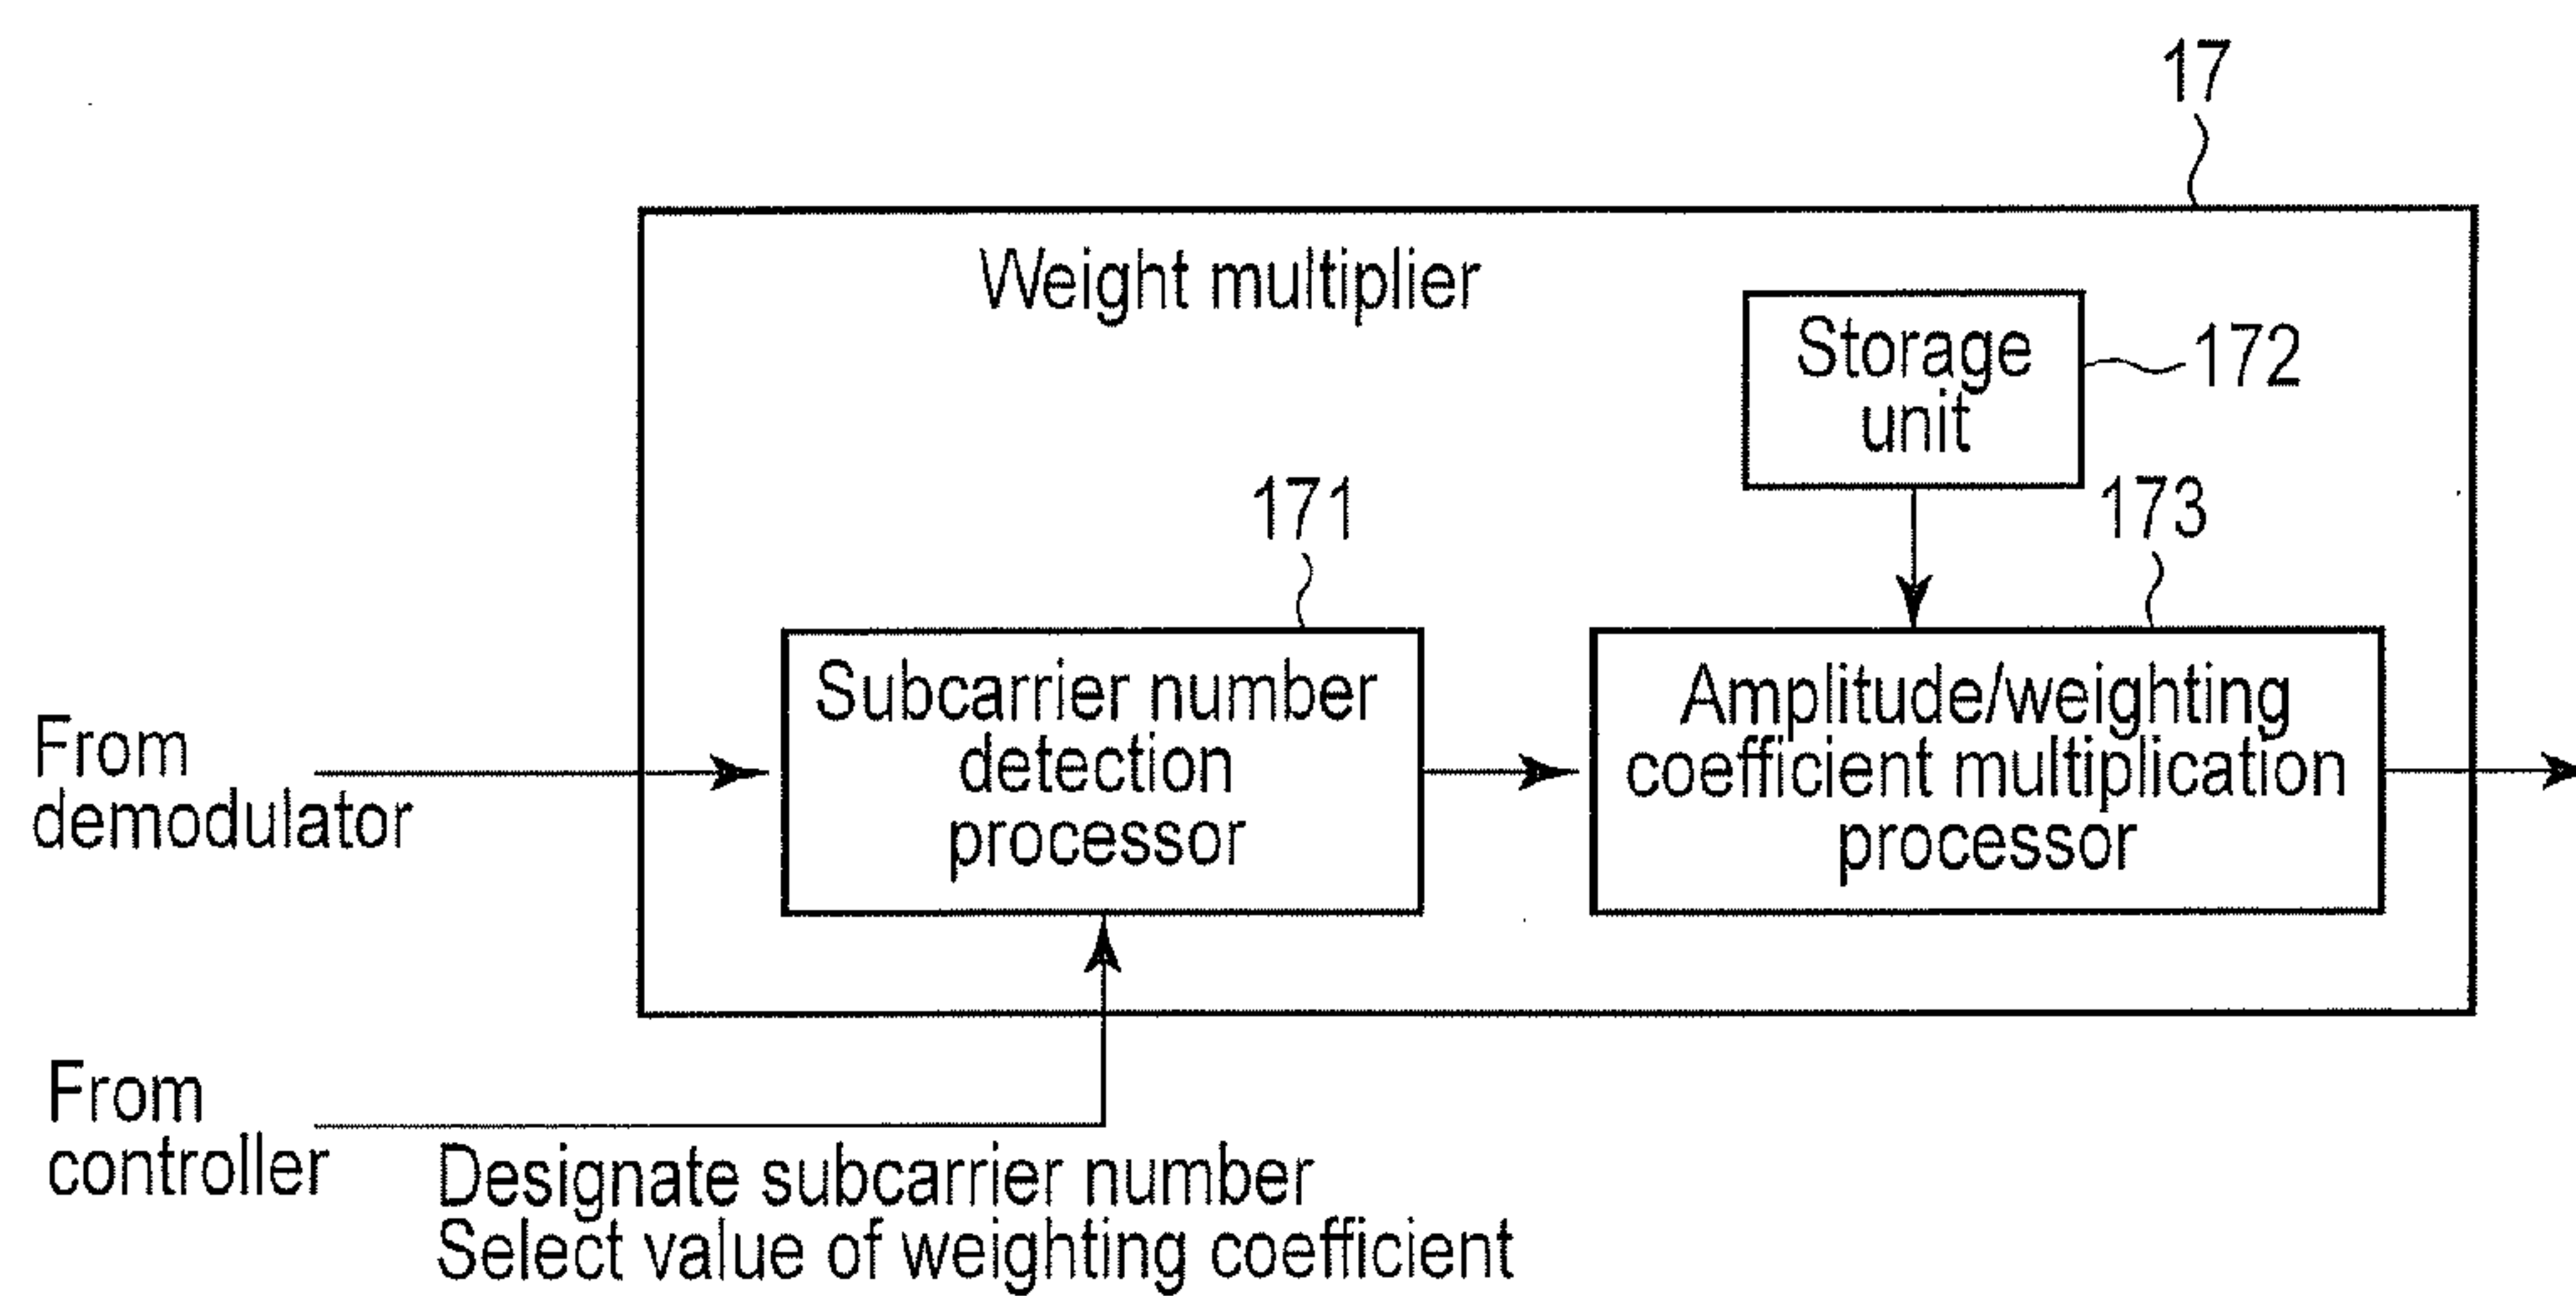 17
Weight multiplier
Storage
unit
172
171
173
Subcarrier number
detection
processor
Amplitude/weighting
coefficient multiplication
processor
From
demodulator
From
controller
Designate subcarrier number
Select value of weighting coefficient